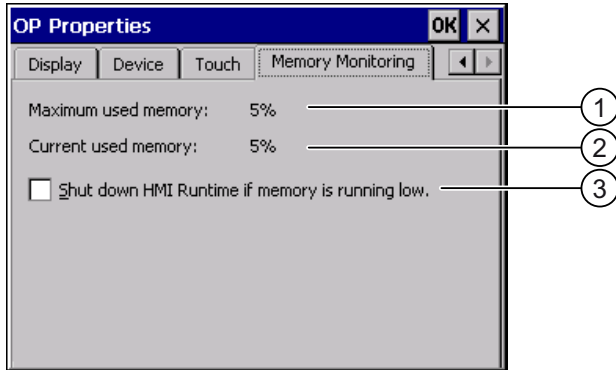 OP Properties OK ×
Display Device Touch Memory Monitoring
Maximum used memory: 5% 1
Current used memory: 5% 2
Shut down HMI Runtime if memory is running low. 3